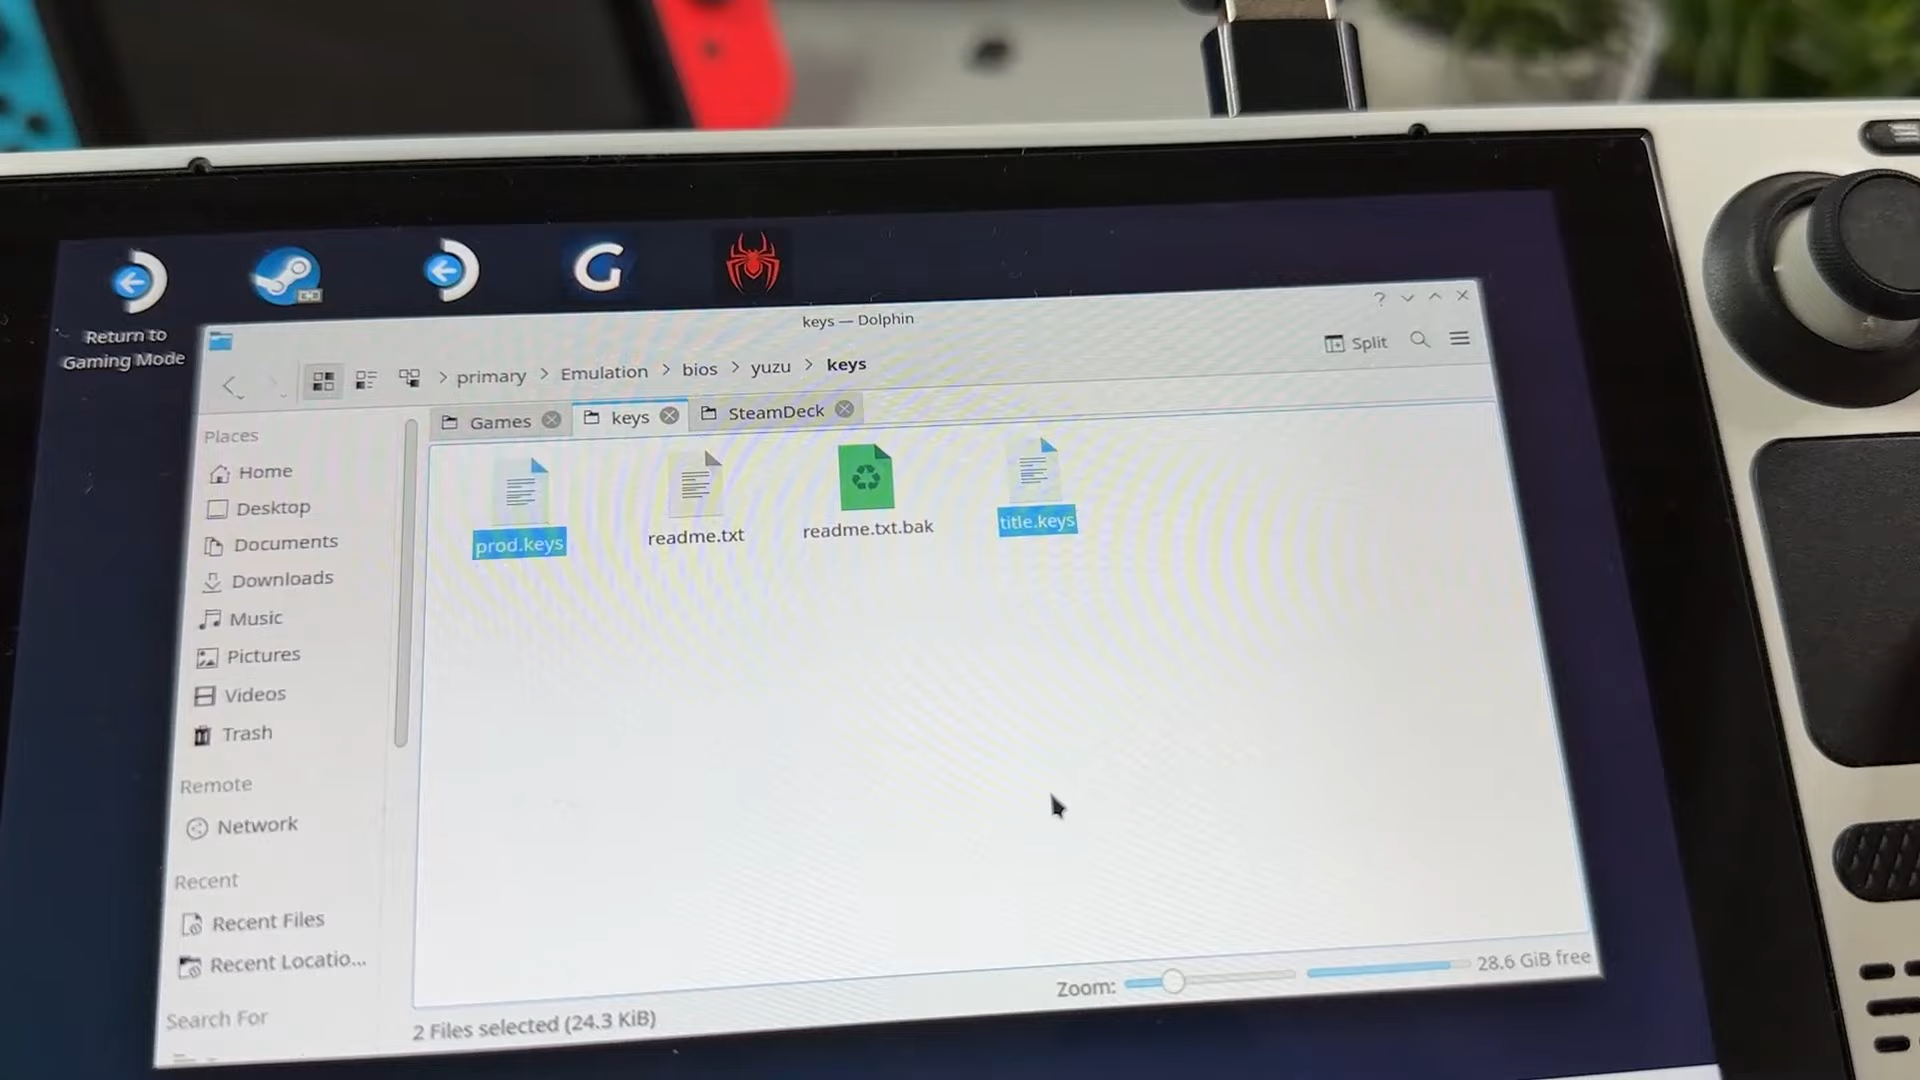 Return to
Gaming Mode
G
keys — Dolphin
? 
Split
> primary > Emulation > bios > yuzu > keys
Games
keys
SteamDeck
Places
Home
Desktop
Documents
Downloads
Music
Pictures
Videos
Trash
Remote
Network
Recent
Recent Files
Recent Locatio...
Search For
prod.keys
readme.txt
readme.txt.bak
title.keys
2 Files selected (24.3 KiB)
Zoom:
28.6 GiB free